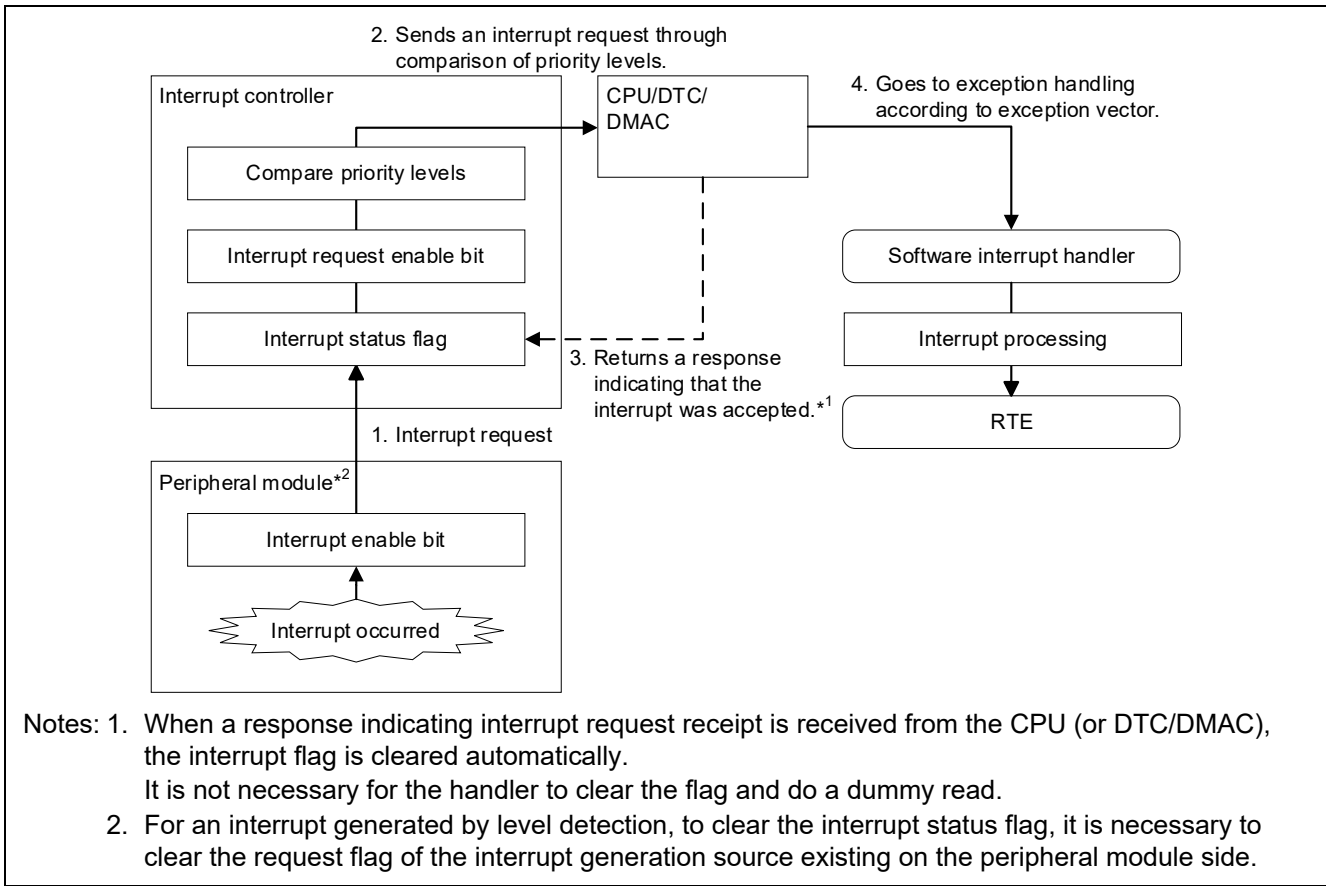 2. Sends an interrupt request through
comparison of priority levels.
Interrupt controller
CPU/DTC/
DMAC
4. Goes to exception handling
according to exception vector.
Compare priority levels
Interrupt request enable bit
Software interrupt handler
Interrupt status flag
Interrupt processing
3. Returns a response
indicating that the
interrupt was accepted.*1
RTE
1. Interrupt request
Peripheral module*2
Interrupt enable bit
Interrupt occurred
Notes: 1. When a response indicating interrupt request receipt is received from the CPU (or DTC/DMAC),
the interrupt flag is cleared automatically.
It is not necessary for the handler to clear the flag and do a dummy read.
2. For an interrupt generated by level detection, to clear the interrupt status flag, it is necessary to
clear the request flag of the interrupt generation source existing on the peripheral module side.